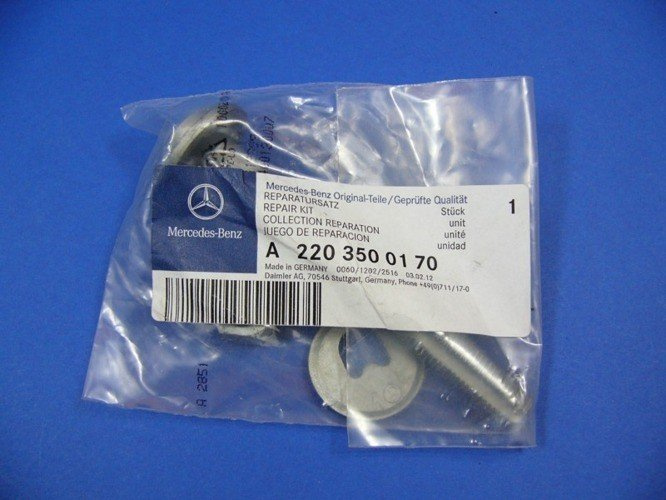 Mercedes-Benz
Mercedes-Benz Original-Teile/Geprüfte Qualität
REPARATURSATZ
REPAIR KIT
COLLECTION REPARATION
JUEGO DE REPARACION
Stück 1
unit
unité
unidad
A 220 350 01 70
Made in GERMANY 0060/1202/2516 03.02.12
Daimler AG, 70546 Stuttgart, Germany, Phone +49(0)711/17-0
A 2851